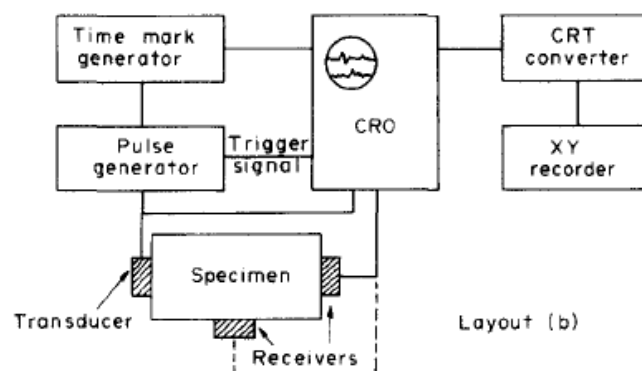 Time mark
generator
CRT
converter
CRO
Pulse
generator
Trigger
signal
XY
recorder
Specimen
Transducer
Receivers
Layout (b)